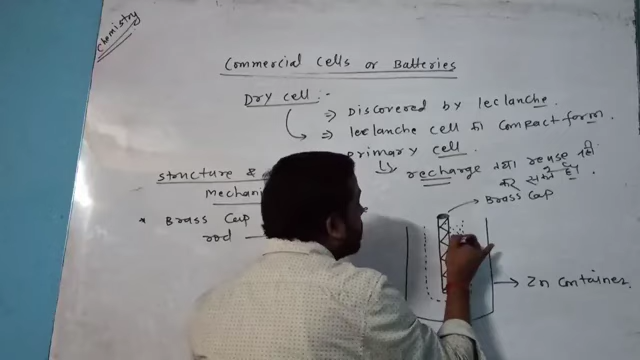 Chemistry
Commercial Cells or Batteries
Dry cell :-
⇒ Discovered by leclanche.
⇒ leclanche cell का compact form.
primary cell.
recharge तथा reuse नही
कर सकते है।
structure &
Mechani
* Brass Cap
rod
Brass Cap
Zn Container